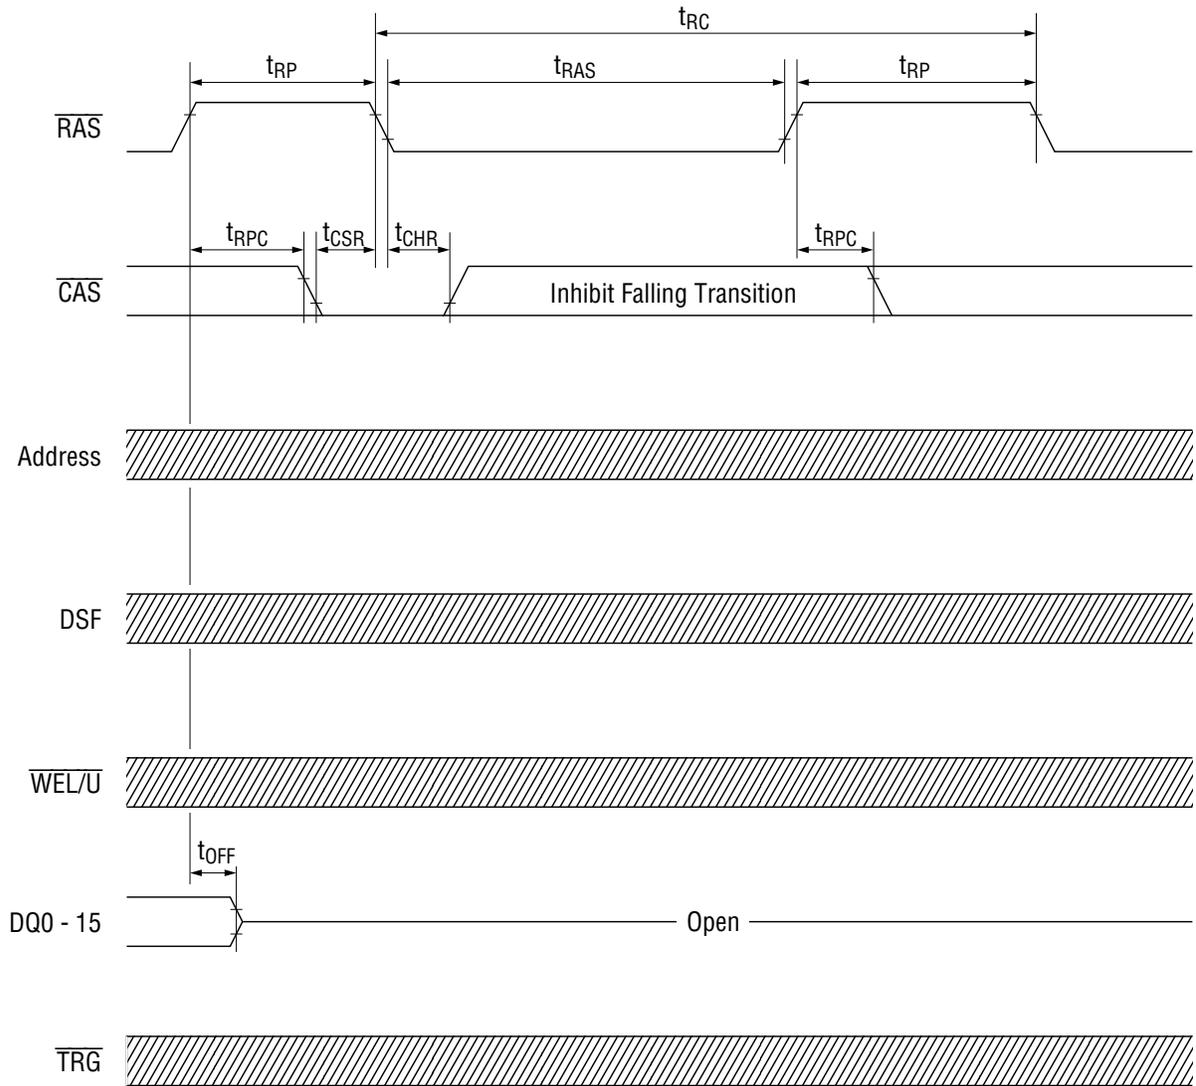 tRC
tRP tRAS tRP
RAS
tRPC tCSR tCHR tRPC
CAS Inhibit Falling Transition
Address
DSF
WEL/U
tOFF
DQ0 - 15 Open
TRG